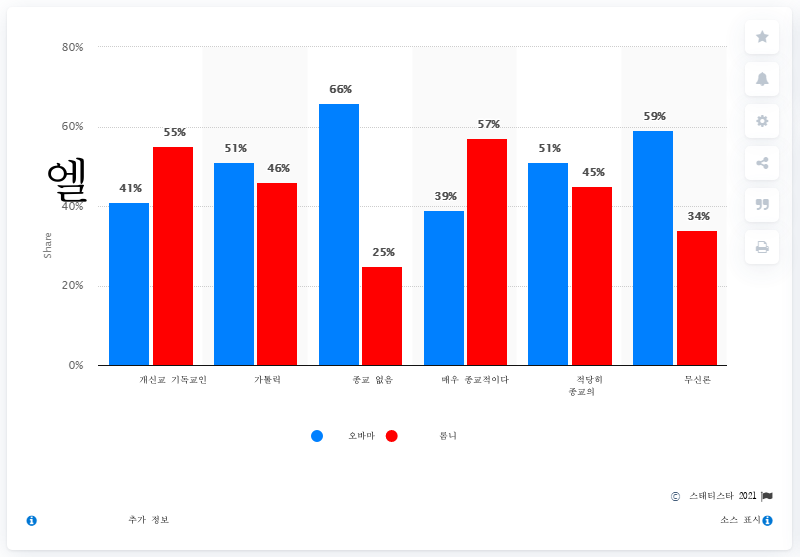 80%
60%
40%
20%
0%
엘
Share
41% 55% 51% 46% 66% 25% 39% 57% 51% 45% 59% 34%
개신교 기독교인 가톨릭 종교 없음 매우 종교적이다 적당히 무신론
종교의
오바마 롬니
© 스태티스타 2021
추가 정보 소스 표시